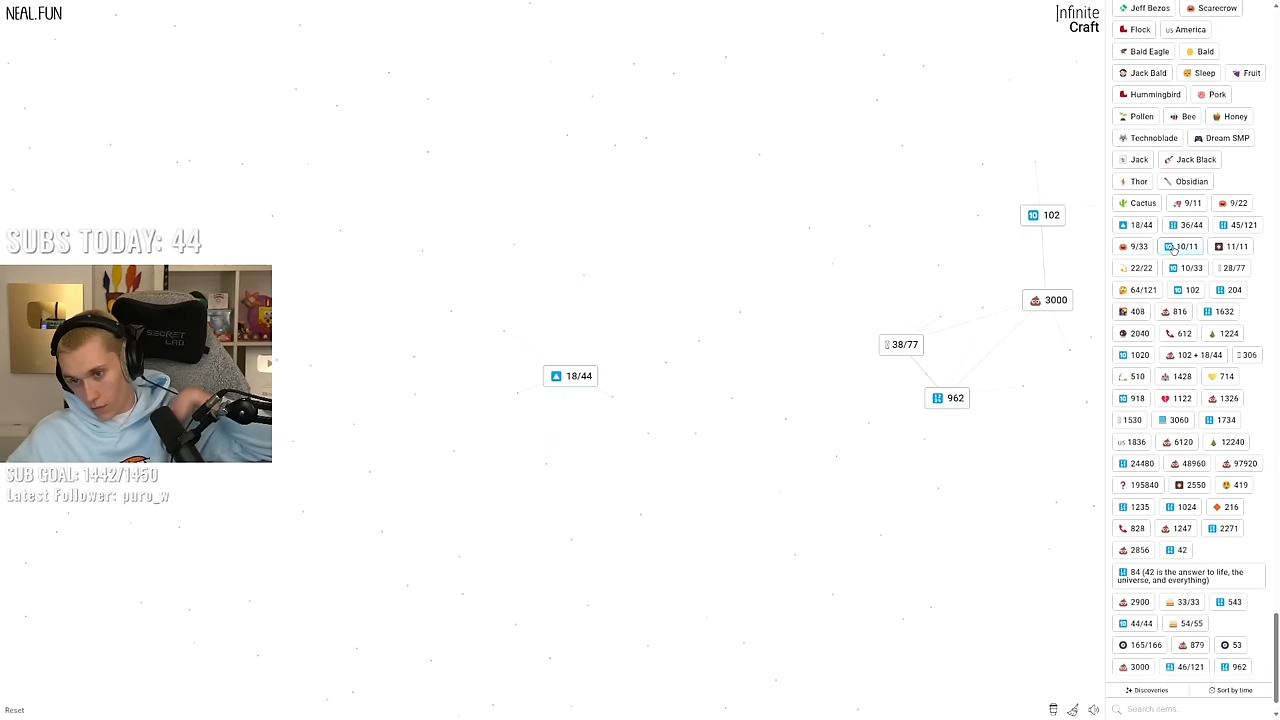 NEAL.FUN
Infinite
Craft
Jeff Bezos Scarecrow
Flock US America
Bald Eagle Bald
Jack Bald Sleep Fruit
Hummingbird Pork
Pollen Bee Honey
Technoblade Dream SMP
Jack Jack Black
Thor Obsidian
Cactus 9/11 9/22
18/44 36/44 45/121
9/33 10/11 11/11
22/22 10/33 28/77
64/121 102 204
408 816 1632
2040 612 1224
1020 102 + 18/44 306
510 1428 714
918 1122 1326
1530 3060 1734
US 1836 6120 12240
24480 48960 97920
195840 2550 419
1235 1024 216
828 1247 2271
2856 42
84 (42 is the answer to life, the
universe, and everything)
2900 33/33 543
44/44 54/55
165/166 879 53
3000 46/121 962
Discoveries Sort by time
Search items...
102
3000
38/77
18/44
962
SUBS TODAY: 44
SECRET
LAB
SUB GOAL: 1442/1450
Latest Follower: puro_w
Reset